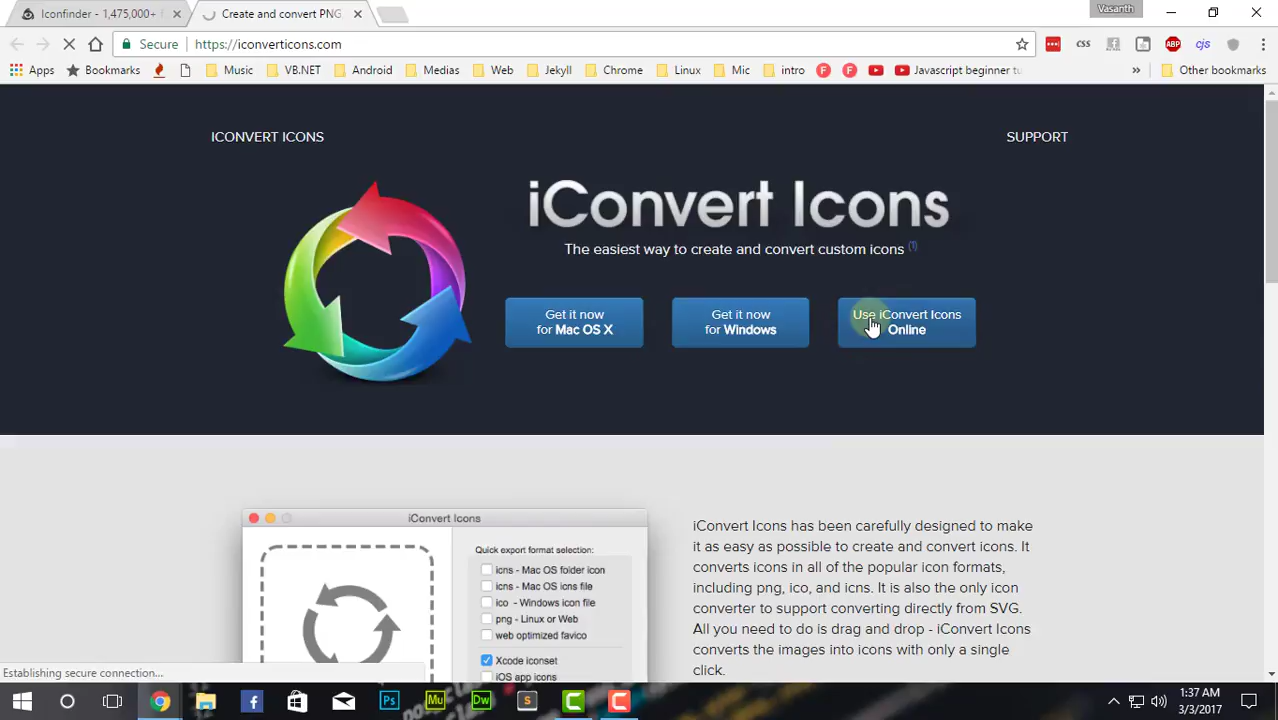 Iconfinder - 1,475,000+ f
Create and convert PNG
Vasanth
Secure
https://iconverticons.com
ABP
css
cjs
Apps
Bookmarks
Music
VB.NET
Android
Medias
Web
Jekyll
Chrome
Linux
Mic
intro
Javascript beginner tu
Other bookmarks
ICONVERT ICONS
SUPPORT
iConvert Icons
The easiest way to create and convert custom icons (1)
Get it now
for Mac OS X
Get it now
for Windows
Use iConvert Icons
Online
iConvert Icons
Quick export format selection:
icns - Mac OS folder icon
icns - Mac OS icns file
ico - Windows icon file
png - Linux or Web
web optimized favico
Xcode iconset
iOS app icons
iConvert Icons has been carefully designed to make
it as easy as possible to create and convert icons. It
converts icons in all of the popular icon formats,
including png, ico, and icns. It is also the only icon
converter to support converting directly from SVG.
All you need to do is drag and drop - iConvert Icons
converts the images into icons with only a single
click.
Establishing secure connection...
Ps
Mu
Dw
S
1:37 AM
3/3/2017